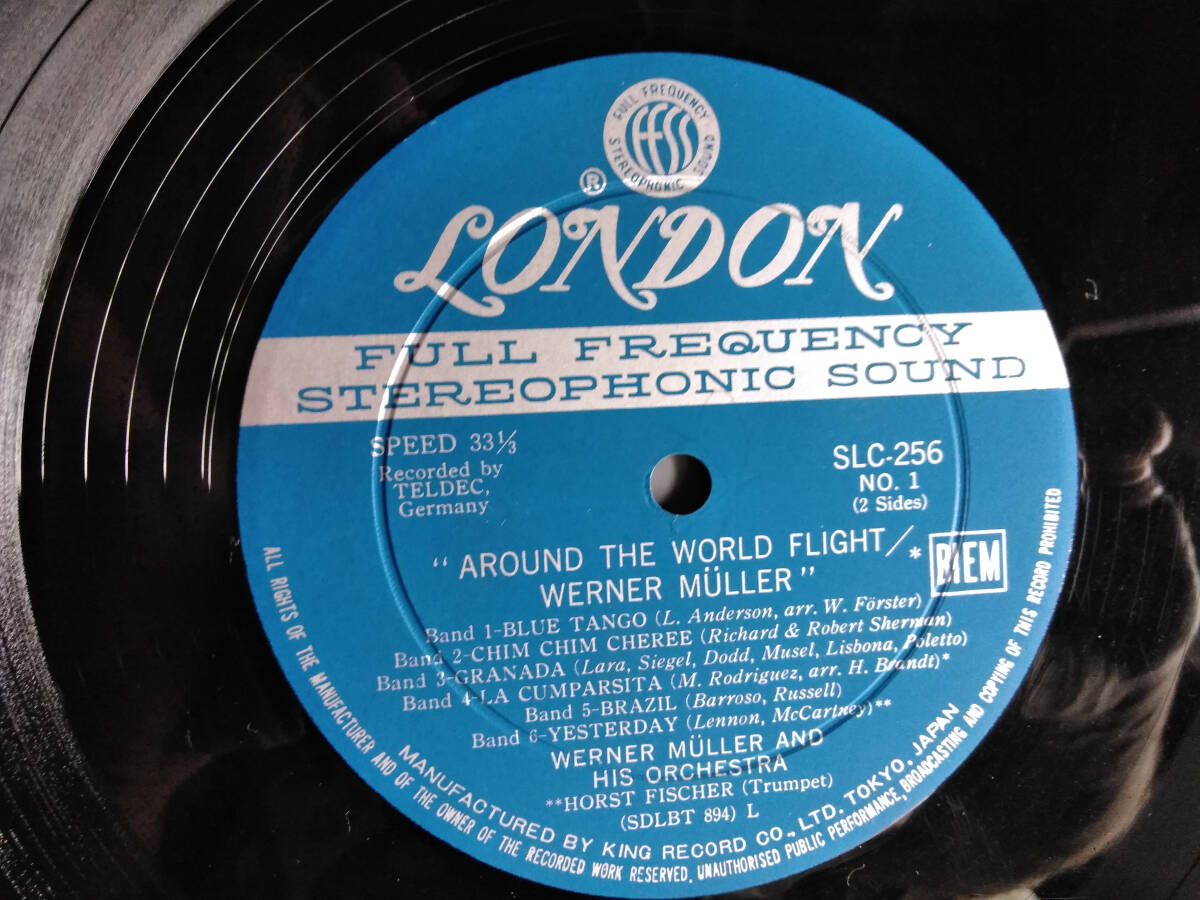 FULL FREQUENCY
ffss
STEREOPHONIC SOUND
®
LONDON
FULL FREQUENCY
STEREOPHONIC SOUND
SPEED 33⅓
Recorded by
TELDEC,
Germany
SLC-256
NO. 1
(2 Sides)
"AROUND THE WORLD FLIGHT/*
WERNER MÜLLER"
BIEM
Band 1-BLUE TANGO (L. Anderson, arr. W. Förster)
Band 2-CHIM CHIM CHEREE (Richard & Robert Sherman)
Band 3-GRANADA (Lara, Siegel, Dodd, Musel, Lisbona, Poletto)
Band 4-LA CUMPARSITA (M. Rodriguez, arr. H. Brandt)*
Band 5-BRAZIL (Barroso, Russell)
Band 6-YESTERDAY (Lennon, McCartney)**
WERNER MÜLLER AND
HIS ORCHESTRA
**HORST FISCHER (Trumpet)
(SDLBT 894) L
MANUFACTURED BY KING RECORD CO., LTD. TOKYO, JAPAN
ALL RIGHTS OF THE MANUFACTURER AND OF THE OWNER OF THE RECORDED WORK RESERVED. UNAUTHORISED PUBLIC PERFORMANCE, BROADCASTING AND COPYING OF THIS RECORD PROHIBITED